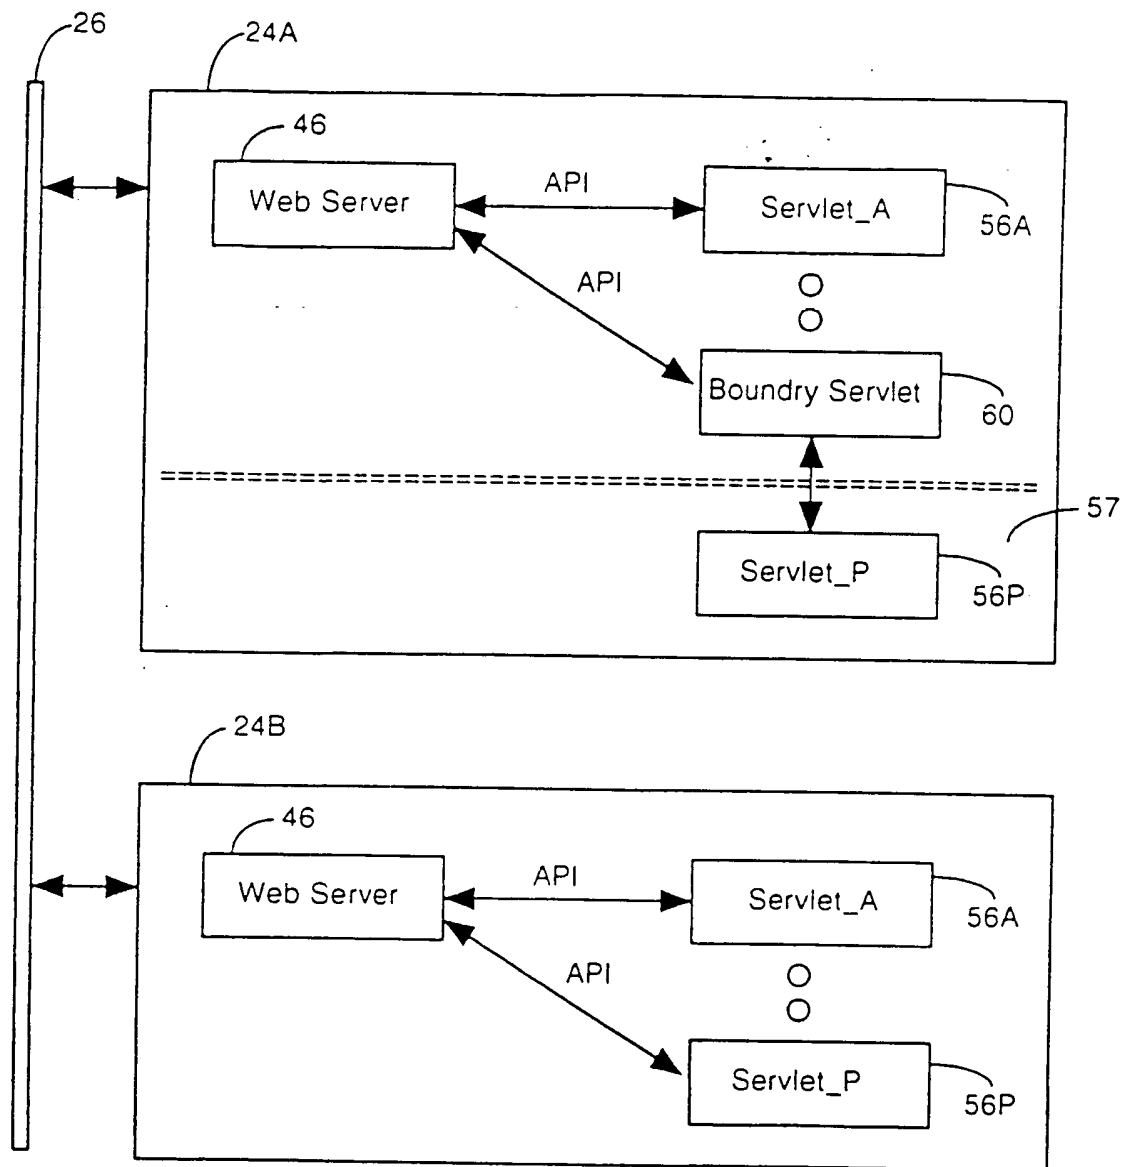 26
24A
46
Web Server
API
Servlet_A
56A
API
Boundry Servlet
60
57
Servlet_P
56P
24B
46
Web Server
API
Servlet_A
56A
API
Servlet_P
56P